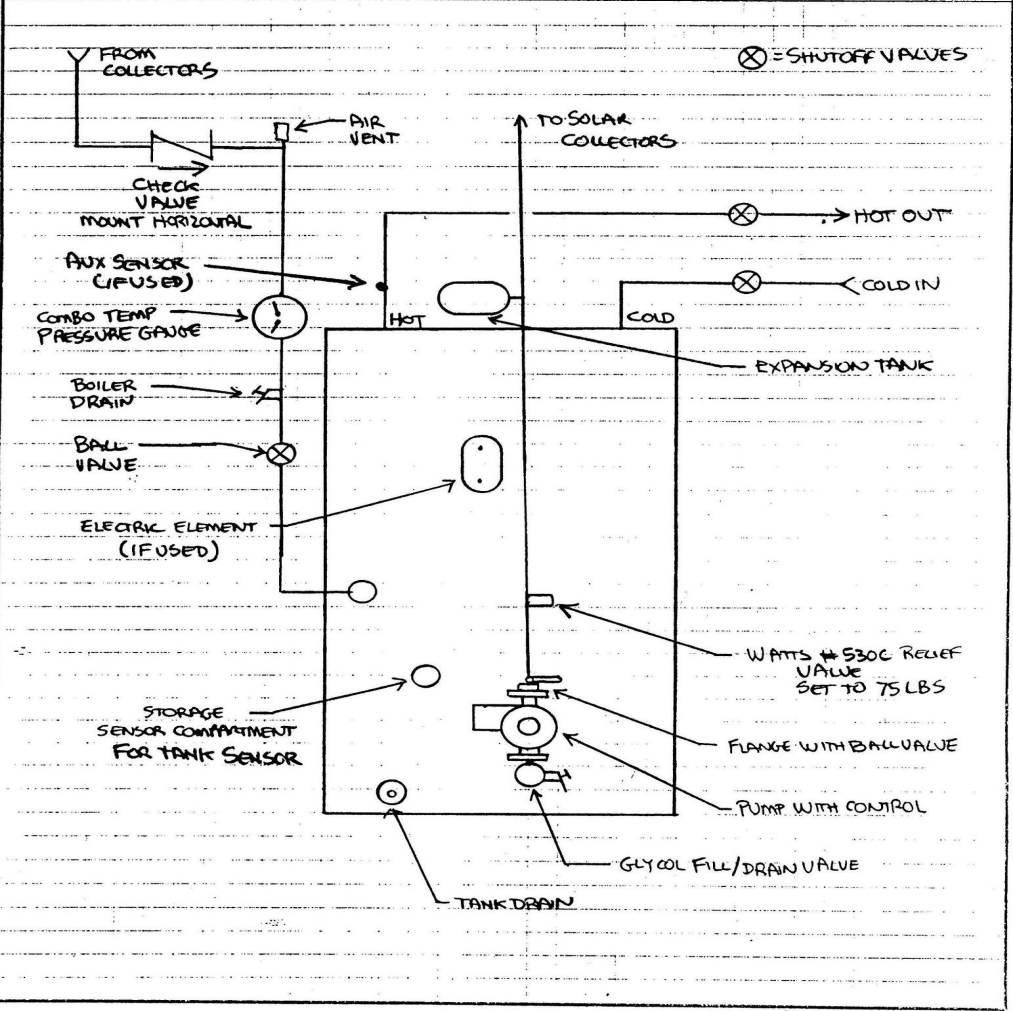 FROM
COLLECTORS
⊗ = SHUTOFF VALVES
AIR
VENT
TO SOLAR
COLLECTORS
CHECK
VALVE
MOUNT HORIZONTAL
HOT OUT
AUX SENSOR
(IF USED)
COLD IN
COMBO TEMP
PRESSURE GAUGE
HOT
COLD
EXPANSION TANK
BOILER
DRAIN
BALL
VALVE
ELECTRIC ELEMENT
(IF USED)
WATTS #530C RELIEF
VALVE
SET TO 75 LBS
STORAGE
SENSOR COMPARTMENT
FOR TANK SENSOR
FLANGE WITH BALL VALVE
PUMP WITH CONTROL
GLYCOL FILL/DRAIN VALVE
TANK DRAIN